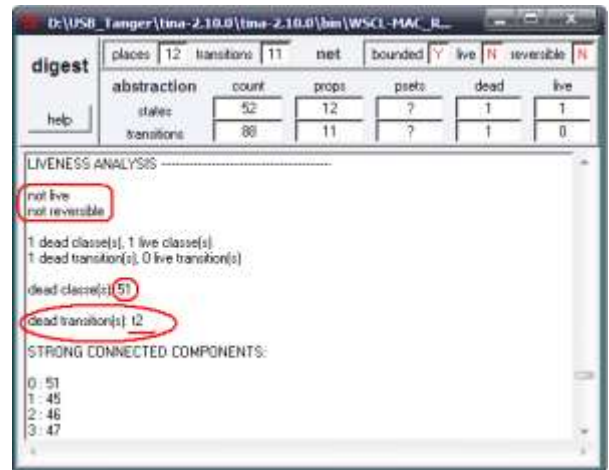 D:\USB_Tanger\tina-2.10.0\tina-2.10.0\bin\WSCL-MAC_R...
digest
places 12 transitions 11 net bounded Y live N reversible N
help
abstraction count props psets dead live
states 52 12 ? 1 1
transitions 88 11 ? 1 0
LIVENESS ANALYSIS ---------------------------------------
not live
not reversible
1 dead classe(s), 1 live classe(s)
1 dead transition(s), 0 live transition(s)
dead classe(s): 51
dead transition(s): t2
STRONG CONNECTED COMPONENTS:
0 : 51
1 : 45
2 : 46
3 : 47